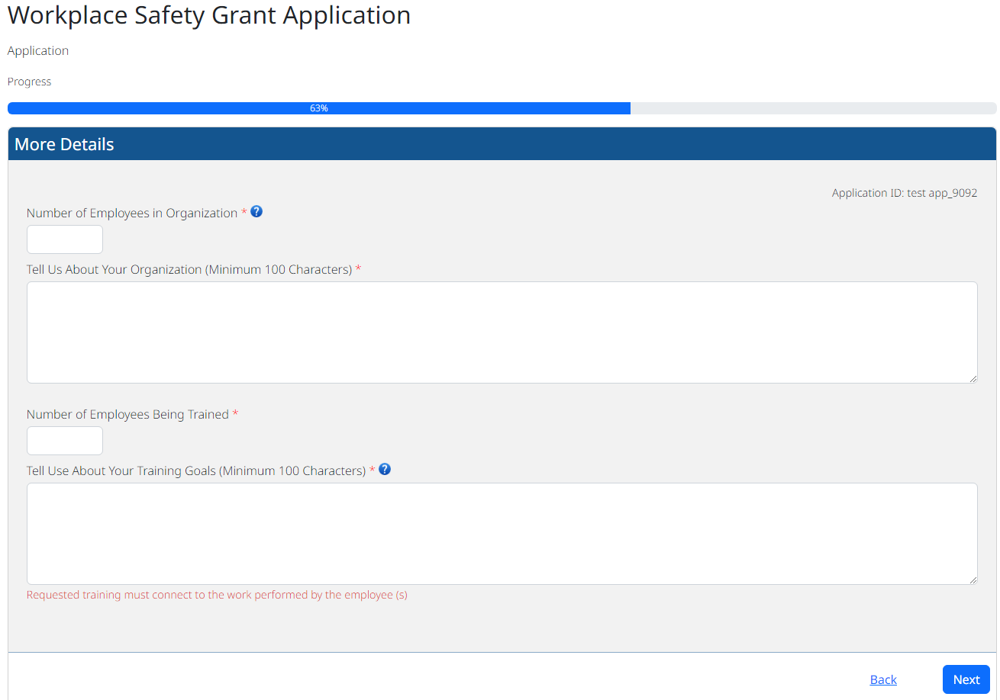 Workplace Safety Grant Application
Application
Progress
63%
More Details
Application ID: test app_9092
Number of Employees in Organization * ?
Tell Us About Your Organization (Minimum 100 Characters) *
Number of Employees Being Trained *
Tell Use About Your Training Goals (Minimum 100 Characters) * ?
Requested training must connect to the work performed by the employee (s)
Back Next